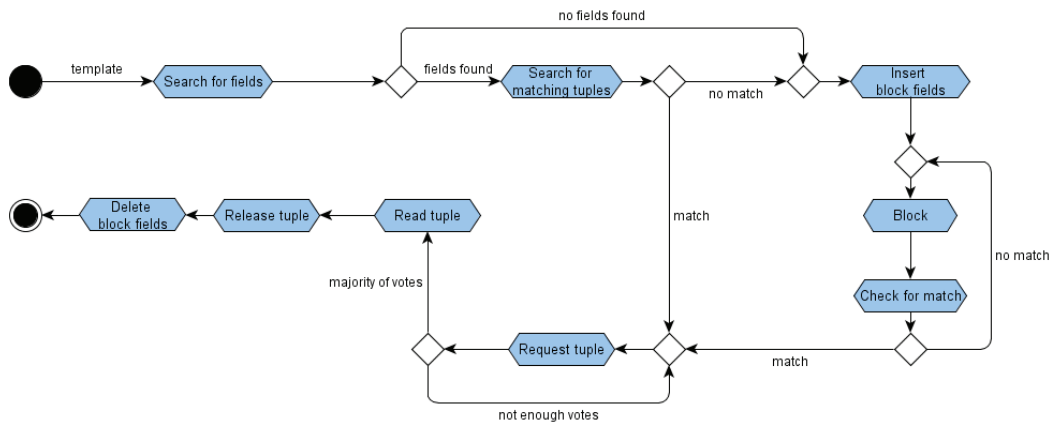 no fields found
template
Search for fields
fields found
Search for
matching tuples
no match
Insert
block fields
Delete
block fields
Release tuple
Read tuple
match
Block
no match
majority of votes
Check for match
Request tuple
match
not enough votes